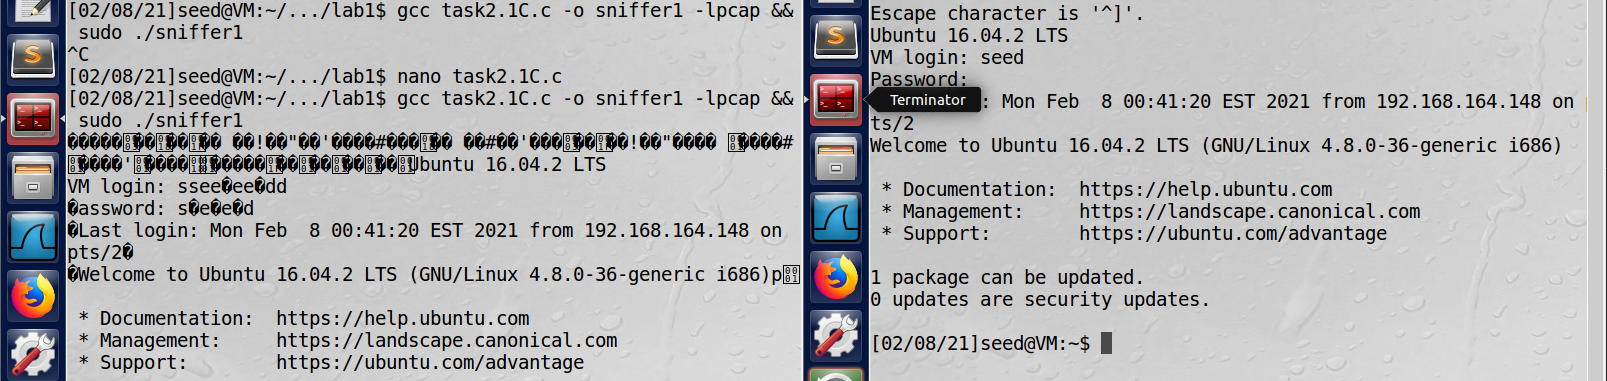 [02/08/21]seed@VM:~/.../lab1$ gcc task2.1C.c -o sniffer1 -lpcap &&
sudo ./sniffer1
^C
[02/08/21]seed@VM:~/.../lab1$ nano task2.1C.c
[02/08/21]seed@VM:~/.../lab1$ gcc task2.1C.c -o sniffer1 -lpcap &&
sudo ./sniffer1
Ubuntu 16.04.2 LTS
VM login: ssee�ee�dd
�assword: s�e�e�d
�Last login: Mon Feb  8 00:41:20 EST 2021 from 192.168.164.148 on
pts/2�
�Welcome to Ubuntu 16.04.2 LTS (GNU/Linux 4.8.0-36-generic i686)p
* Documentation:  https://help.ubuntu.com
* Management:     https://landscape.canonical.com
* Support:        https://ubuntu.com/advantage
Escape character is '^]'.
Ubuntu 16.04.2 LTS
VM login: seed
Password:
Terminator
: Mon Feb  8 00:41:20 EST 2021 from 192.168.164.148 on p
ts/2
Welcome to Ubuntu 16.04.2 LTS (GNU/Linux 4.8.0-36-generic i686)
* Documentation:  https://help.ubuntu.com
* Management:     https://landscape.canonical.com
* Support:        https://ubuntu.com/advantage
1 package can be updated.
0 updates are security updates.
[02/08/21]seed@VM:~$